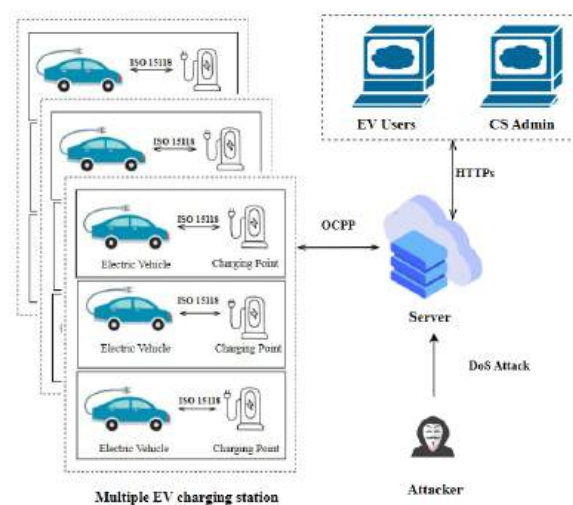 ISO 15118
ISO 15118
ISO 15118
Electric Vehicle Charging Point
ISO 15118
Electric Vehicle Charging Point
ISO 15118
Electric Vehicle Charging Point
Multiple EV charging station
OCPP
EV Users CS Admin
HTTPs
Server
DoS Attack
Attacker